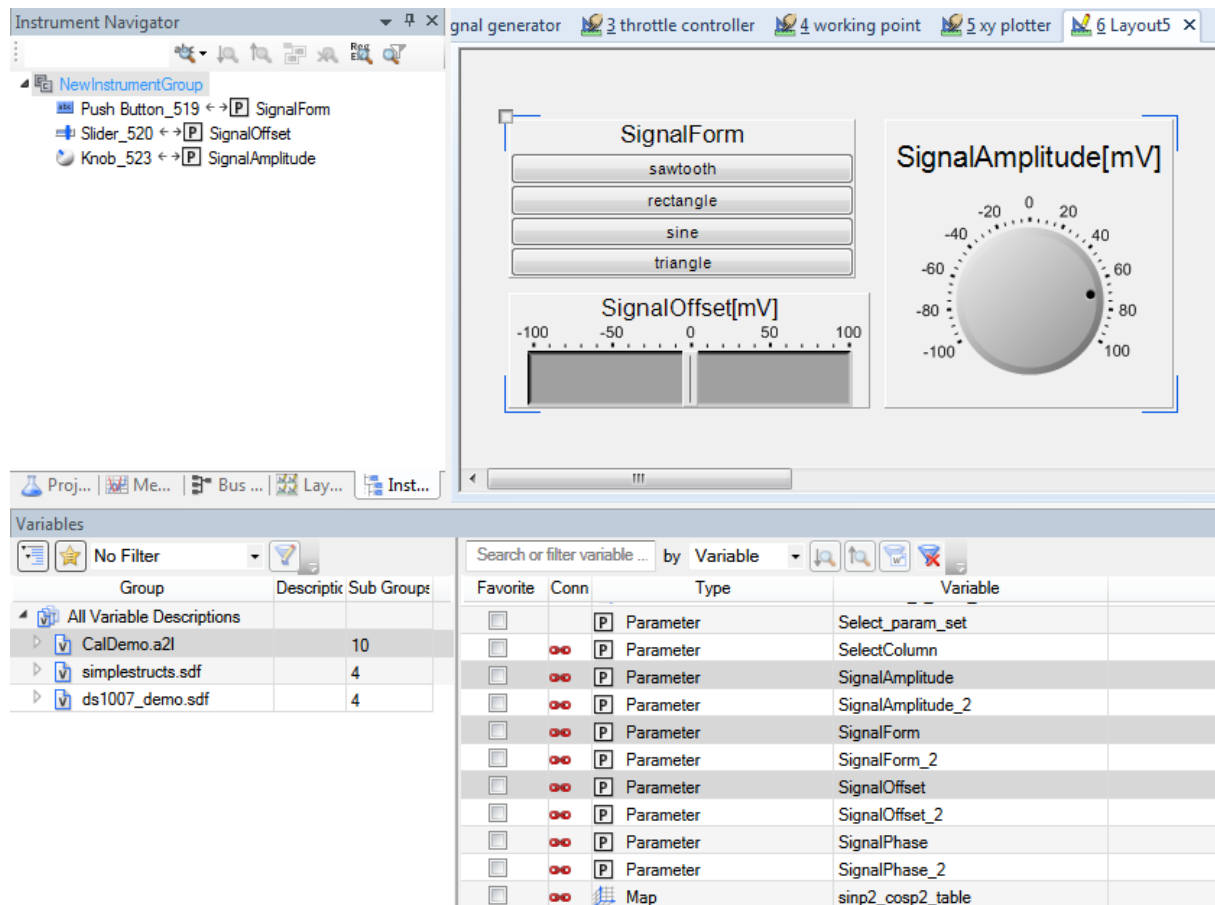 Instrument Navigator
gnal generator 3 throttle controller 4 working point 5 xy plotter 6 Layout5
abc Reg
NewInstrumentGroup
Push Button_519 P SignalForm
Slider_520 P SignalOffset
Knob_523 P SignalAmplitude
SignalForm
sawtooth
rectangle
sine
triangle
SignalOffset[mV]
-100 -50 0 50 100
SignalAmplitude[mV]
-20 0 20
-40 40
-60 60
-80 80
-100 100
Proj... Me... Bus ... Lay... Inst...
Variables
No Filter
Group Descriptic Sub Groups
All Variable Descriptions
CalDemo.a2l 10
simplestructs.sdf 4
ds1007_demo.sdf 4
Search or filter variable ... by Variable
Favorite Conn Type Variable
P Parameter Select_param_set
P Parameter SelectColumn
P Parameter SignalAmplitude
P Parameter SignalAmplitude_2
P Parameter SignalForm
P Parameter SignalForm_2
P Parameter SignalOffset
P Parameter SignalOffset_2
P Parameter SignalPhase
P Parameter SignalPhase_2
Map sinp2_cosp2_table